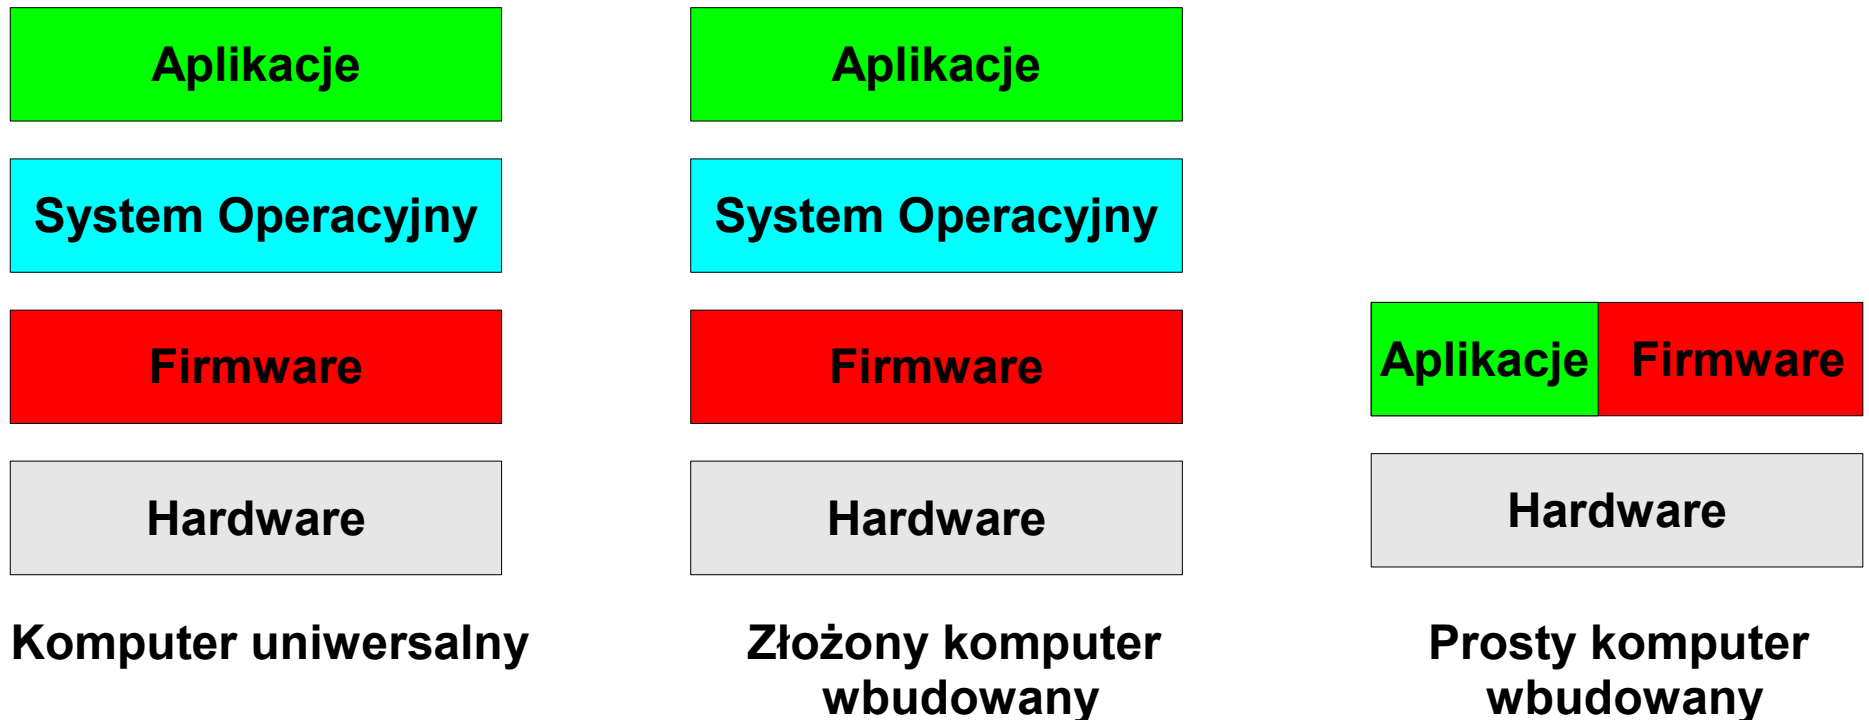 Aplikacje
System Operacyjny
Firmware
Hardware
Komputer uniwersalny
Aplikacje
System Operacyjny
Firmware
Hardware
Złożony komputer
wbudowany
Aplikacje Firmware
Hardware
Prosty komputer
wbudowany